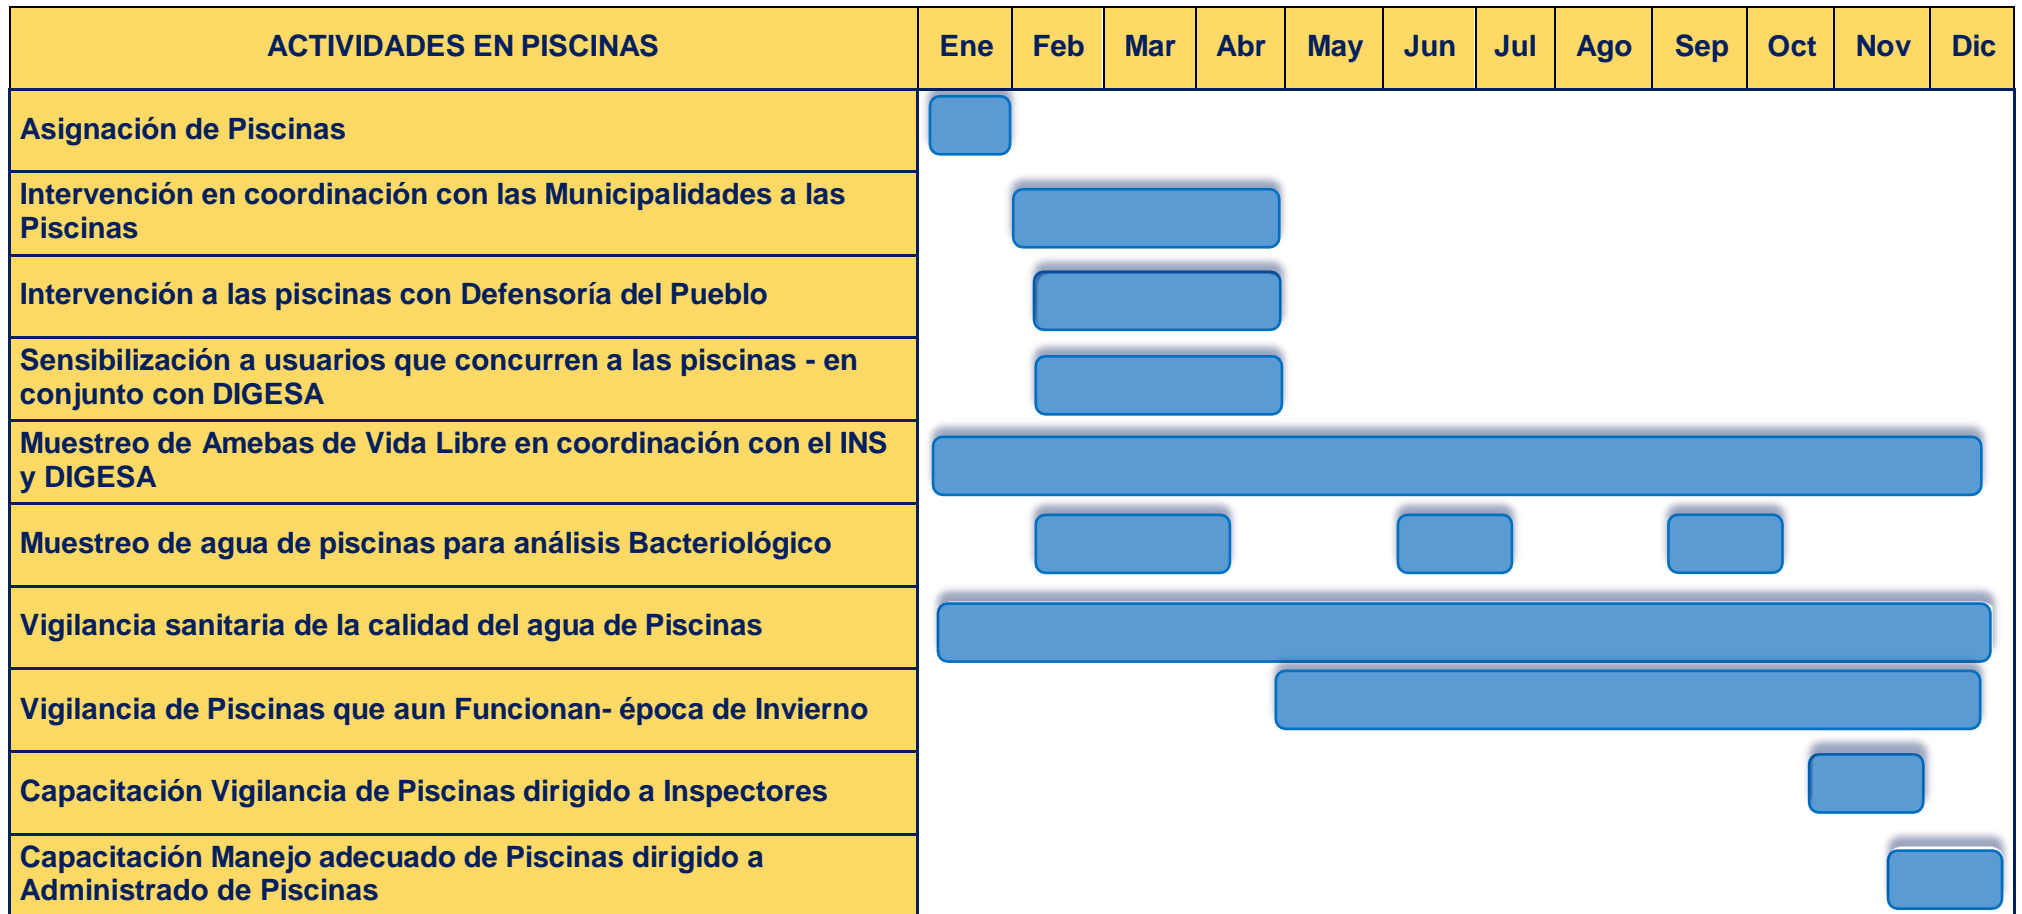 ACTIVIDADES EN PISCINAS Ene Feb Mar Abr May Jun Jul Ago Sep Oct Nov Dic
Asignación de Piscinas
Intervención en coordinación con las Municipalidades a las
Piscinas
Intervención a las piscinas con Defensoría del Pueblo
Sensibilización a usuarios que concurren a las piscinas - en
conjunto con DIGESA
Muestreo de Amebas de Vida Libre en coordinación con el INS
y DIGESA
Muestreo de agua de piscinas para análisis Bacteriológico
Vigilancia sanitaria de la calidad del agua de Piscinas
Vigilancia de Piscinas que aun Funcionan- época de Invierno
Capacitación Vigilancia de Piscinas dirigido a Inspectores
Capacitación Manejo adecuado de Piscinas dirigido a
Administrado de Piscinas